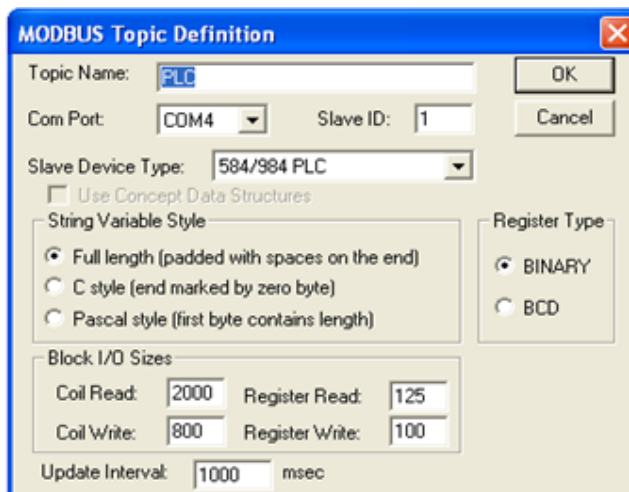 MODBUS Topic Definition
Topic Name: PLC OK
Com Port: COM4 Slave ID: 1 Cancel
Slave Device Type: 584/984 PLC
Use Concept Data Structures
String Variable Style Register Type
Full length (padded with spaces on the end) BINARY
C style (end marked by zero byte) BCD
Pascal style (first byte contains length)
Block I/O Sizes
Coil Read: 2000 Register Read: 125
Coil Write: 800 Register Write: 100
Update Interval: 1000 msec